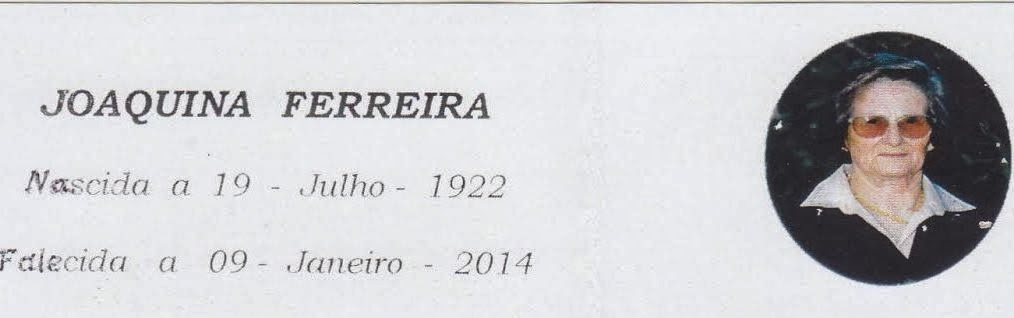 JOAQUINA FERREIRA
Nascida a 19 - Julho - 1922
Falecida a 09 - Janeiro - 2014